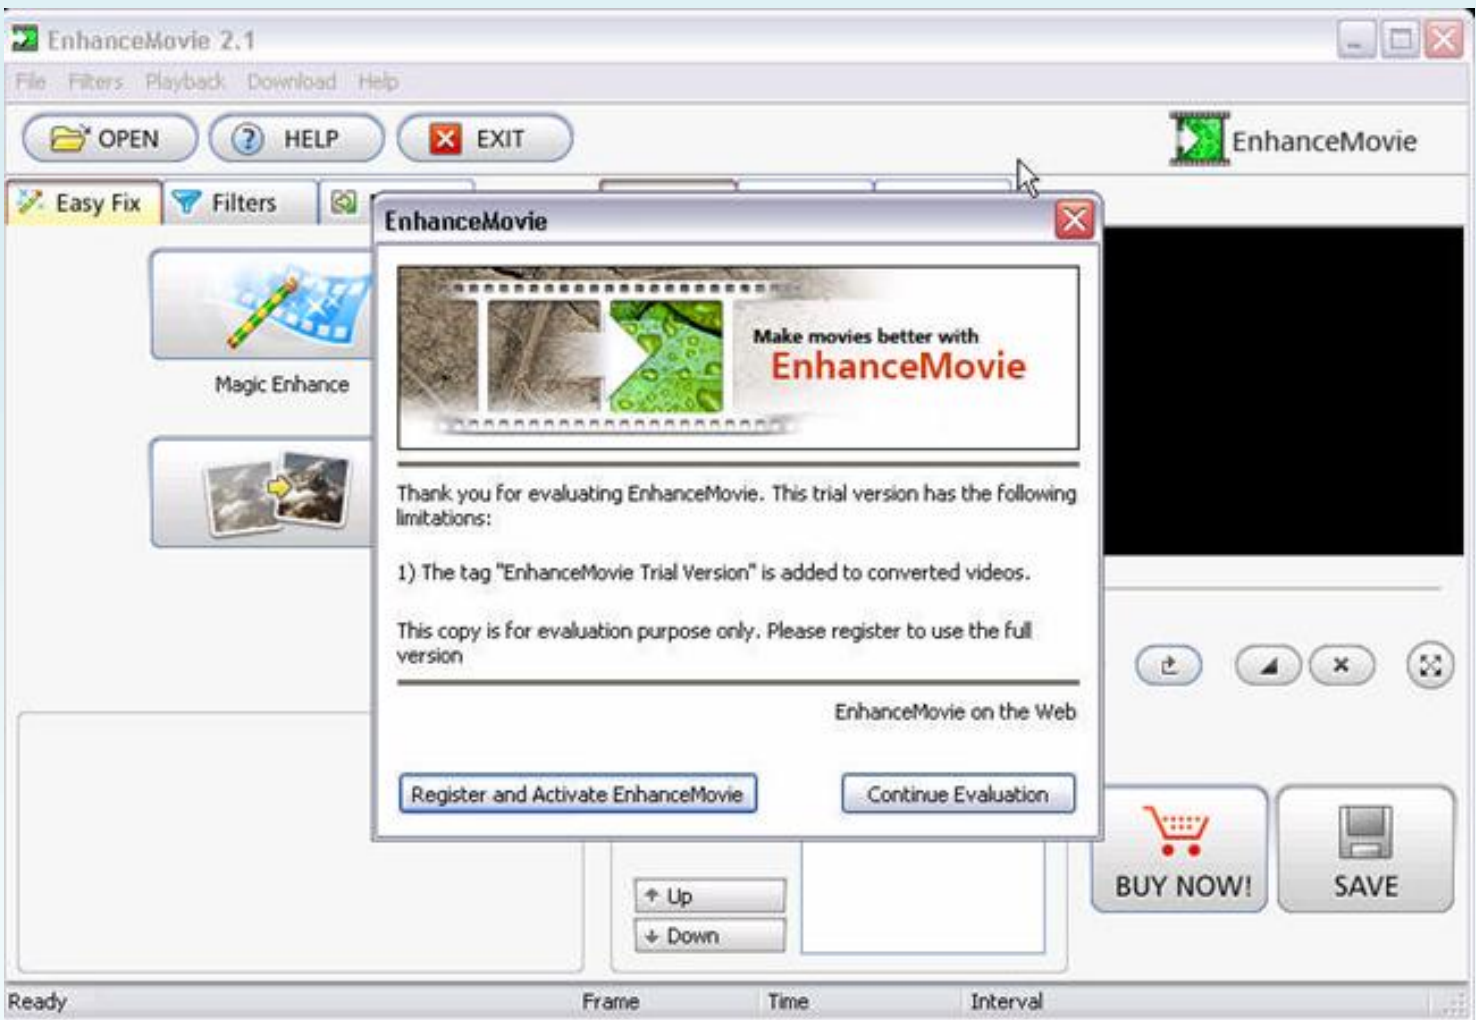 EnhanceMovie 2.1
File Filters Playback Download Help
OPEN HELP EXIT
EnhanceMovie
Easy Fix Filters
EnhanceMovie
Make movies better with
EnhanceMovie
Magic Enhance
Thank you for evaluating EnhanceMovie. This trial version has the following
limitations:
1) The tag "EnhanceMovie Trial Version" is added to converted videos.
This copy is for evaluation purpose only. Please register to use the full
version
EnhanceMovie on the Web
Register and Activate EnhanceMovie Continue Evaluation
Up
Down
BUY NOW! SAVE
Ready Frame Time Interval